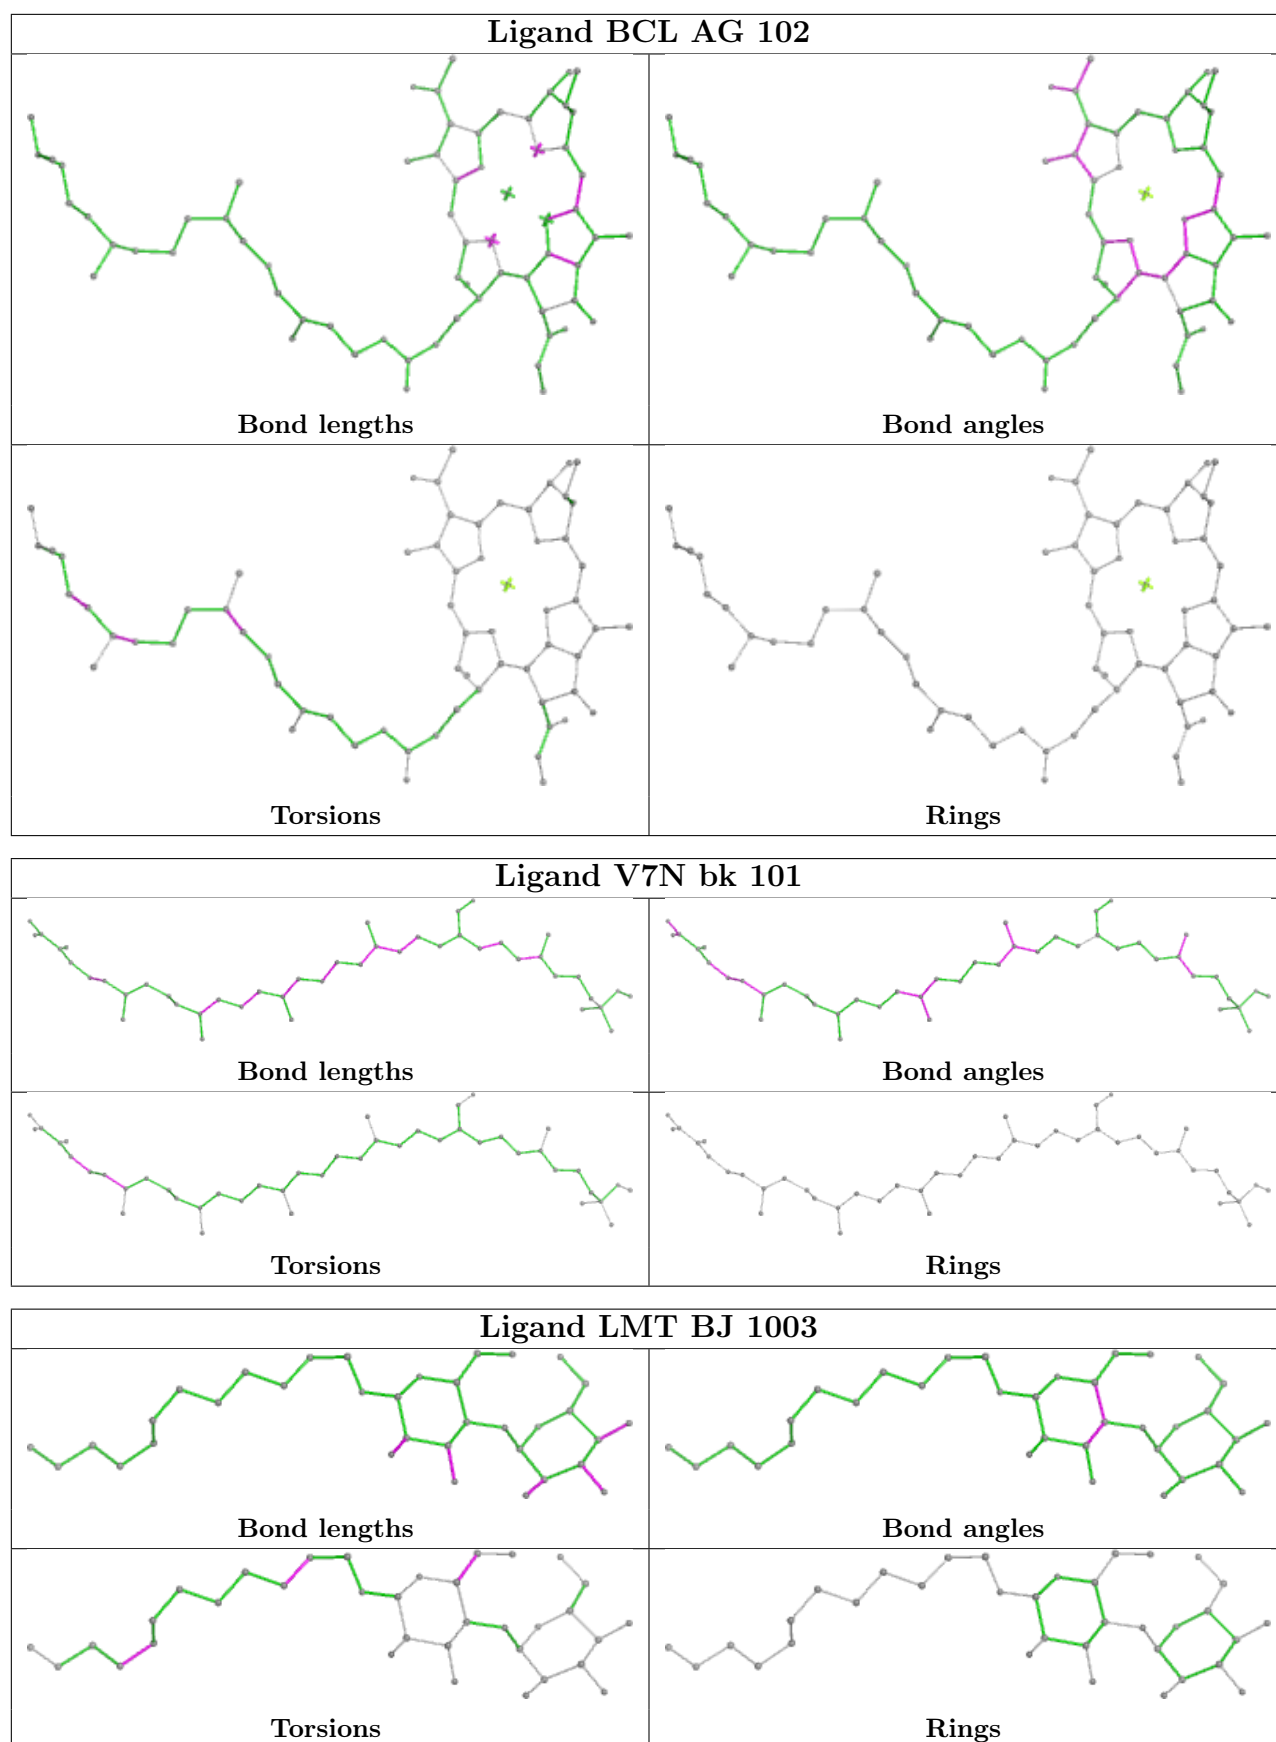 Ligand BCL AG 102
Bond lengths
Bond angles
Torsions
Rings
Ligand V7N bk 101
Bond lengths
Bond angles
Torsions
Rings
Ligand LMT BJ 1003
Bond lengths
Bond angles
Torsions
Rings